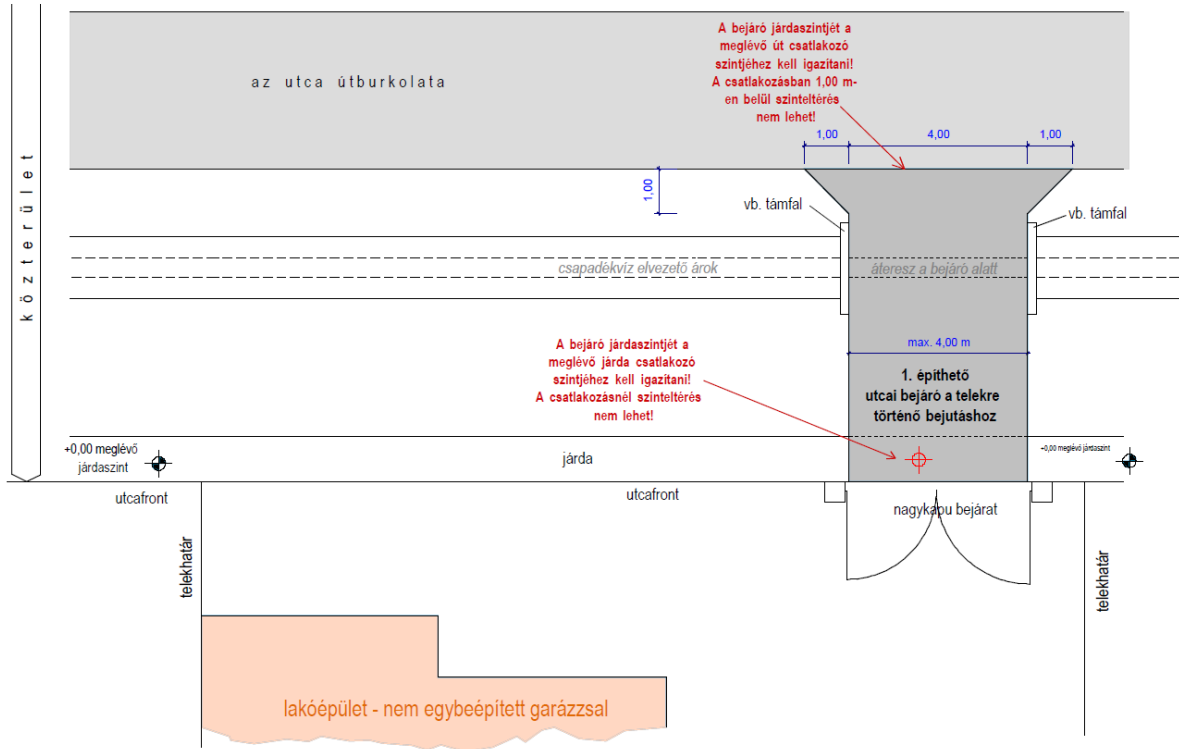 A bejáró járdaszintjét a
meglévő út csatlakozó
szintjéhez kell igazítani!
A csatlakozásban 1,00 m-
en belül szinteltérés
nem lehet!
az utca útburkolata
1,00
4,00
1,00
közterület
1,00
vb. támfal
vb. támfal
csapadékvíz elvezető árok
áteresz a bejáró alatt
A bejáró járdaszintjét a
meglévő járda csatlakozó
szintjéhez kell igazítani!
A csatlakozásnél szinteltérés
nem lehet!
max. 4,00 m
1. építhető
utcai bejáró a telekre
történő bejutáshoz
+0,00 meglévő
járdaszint
járda
+0,00 meglévő járdaszint
utcafront
utcafront
nagykapu bejárat
telekhatár
telekhatár
lakóépület - nem egybeépített garázzsal